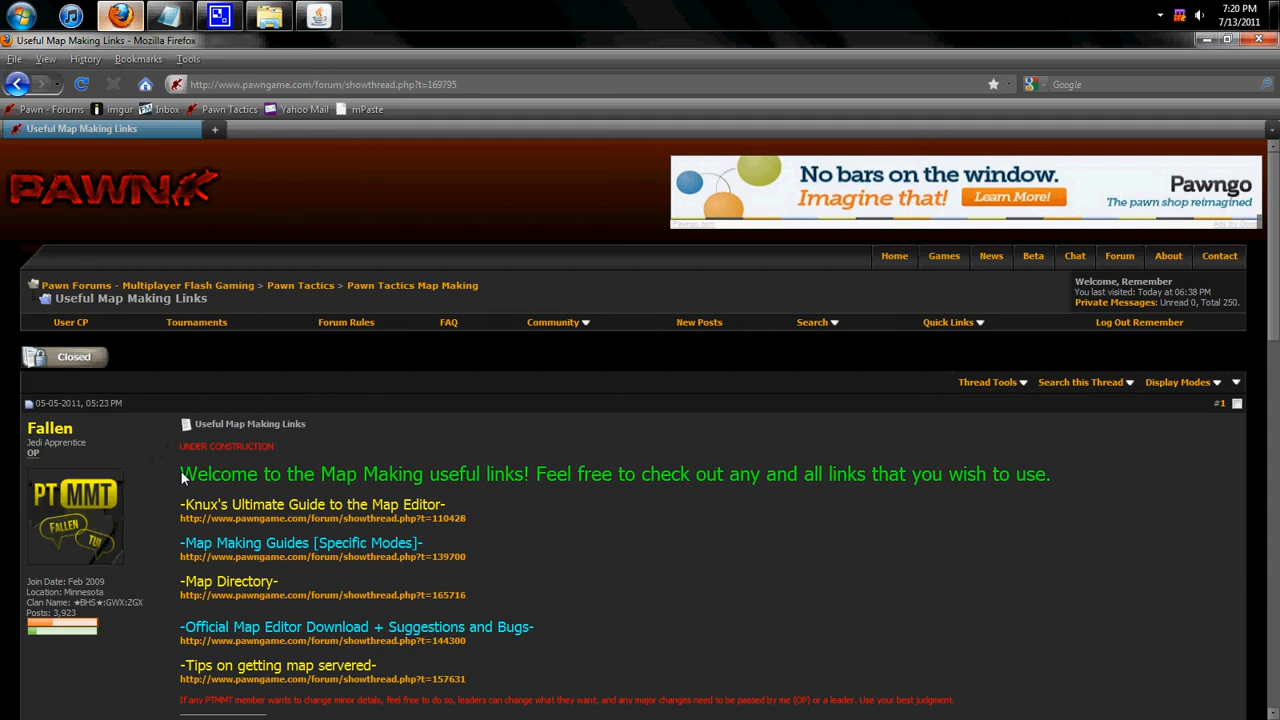 7:20 PM
7/13/2011
Useful Map Making Links - Mozilla Firefox
File View History Bookmarks Tools
http://www.pawngame.com/forum/showthread.php?t=169795
Google
Pawn - Forums imgur Inbox Pawn Tactics Yahoo Mail mPaste
Useful Map Making Links
PAWN
No bars on the window.
Imagine that! Learn More!
Pawngo
The pawn shop reimagined
Pawngo.com
Home Games News Beta Chat Forum About Contact
Pawn Forums - Multiplayer Flash Gaming > Pawn Tactics > Pawn Tactics Map Making
Useful Map Making Links
Welcome, Remember
You last visited: Today at 06:38 PM
Private Messages: Unread 0, Total 250.
User CP Tournaments Forum Rules FAQ Community New Posts Search Quick Links Log Out Remember
Closed
Thread Tools Search this Thread Display Modes
05-05-2011, 05:23 PM #1
Fallen
Jedi Apprentice
OP
PT MMT
FALLEN
Join Date: Feb 2009
Location: Minnesota
Clan Name: ★BHS★:GWX:ZGX
Posts: 3,923
Useful Map Making Links
UNDER CONSTRUCTION
Welcome to the Map Making useful links! Feel free to check out any and all links that you wish to use.
-Knux's Ultimate Guide to the Map Editor-
http://www.pawngame.com/forum/showthread.php?t=110428
-Map Making Guides [Specific Modes]-
http://www.pawngame.com/forum/showthread.php?t=139700
-Map Directory-
http://www.pawngame.com/forum/showthread.php?t=165716
-Official Map Editor Download + Suggestions and Bugs-
http://www.pawngame.com/forum/showthread.php?t=144300
-Tips on getting map servered-
http://www.pawngame.com/forum/showthread.php?t=157631
If any PTMMT member wants to change minor detals, feel free to do so, leaders can change what they want, and any major changes need to be passed by me (OP) or a leader. Use your best judgment.